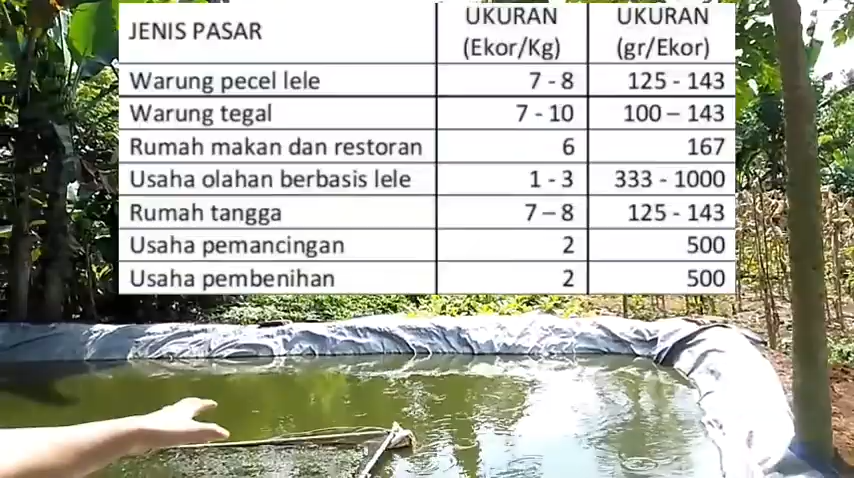 JENIS PASAR UKURAN (Ekor/Kg) UKURAN (gr/Ekor)
Warung pecel lele 7 - 8 125 - 143
Warung tegal 7 - 10 100 – 143
Rumah makan dan restoran 6 167
Usaha olahan berbasis lele 1 - 3 333 - 1000
Rumah tangga 7 – 8 125 - 143
Usaha pemancingan 2 500
Usaha pembenihan 2 500